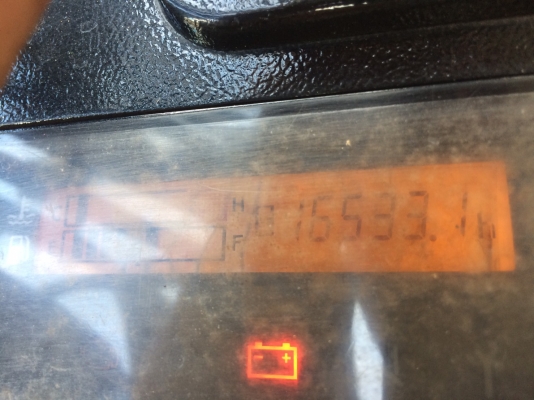 H 16533.1h
F
- +